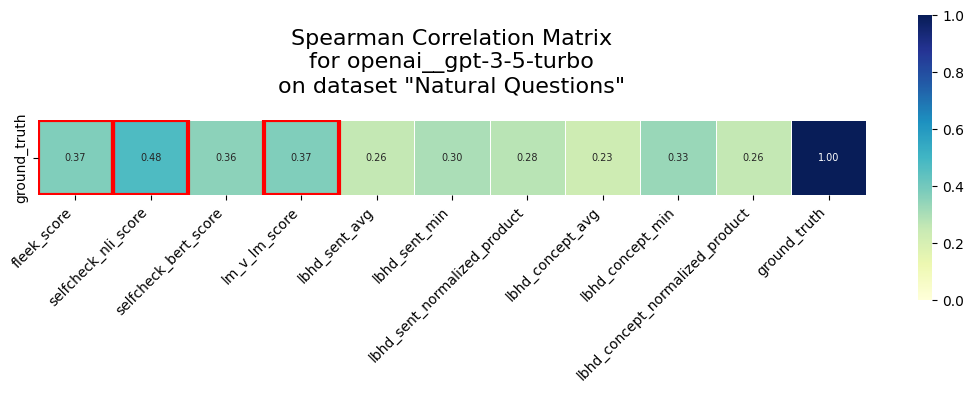 Spearman Correlation Matrix
for openai__gpt-3-5-turbo
on dataset "Natural Questions"
ground_truth
0.37 0.48 0.36 0.37 0.26 0.30 0.28 0.23 0.33 0.26 1.00
fleek_score
selfcheck_nli_score
selfcheck_bert_score
lm_v_lm_score
lbhd_sent_avg
lbhd_sent_min
lbhd_sent_normalized_product
lbhd_concept_avg
lbhd_concept_min
lbhd_concept_normalized_product
ground_truth
1.0
0.8
0.6
0.4
0.2
0.0